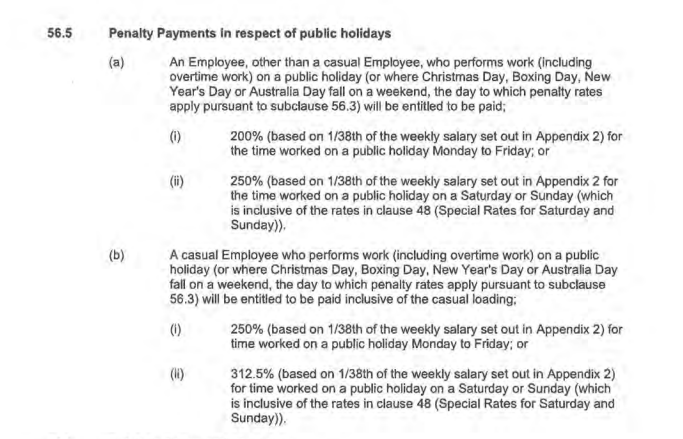 56.5 Penalty Payments in respect of public holidays
(a) An Employee, other than a casual Employee, who performs work (including
overtime work) on a public holiday (or where Christmas Day, Boxing Day, New
Year's Day or Australia Day fall on a weekend, the day to which penalty rates
apply pursuant to subclause 56.3) will be entitled to be paid;
(i) 200% (based on 1/38th of the weekly salary set out in Appendix 2) for
the time worked on a public holiday Monday to Friday; or
(ii) 250% (based on 1/38th of the weekly salary set out in Appendix 2 for
the time worked on a public holiday on a Saturday or Sunday (which
is inclusive of the rates in clause 48 (Special Rates for Saturday and
Sunday)).
(b) A casual Employee who performs work (including overtime work) on a public
holiday (or where Christmas Day, Boxing Day, New Year's Day or Australia Day
fall on a weekend, the day to which penalty rates apply pursuant to subclause
56.3) will be entitled to be paid inclusive of the casual loading;
(i) 250% (based on 1/38th of the weekly salary set out in Appendix 2) for
time worked on a public holiday Monday to Friday; or
(ii) 312.5% (based on 1/38th of the weekly salary set out in Appendix 2)
for time worked on a public holiday on a Saturday or Sunday (which
is inclusive of the rates in clause 48 (Special Rates for Saturday and
Sunday)).